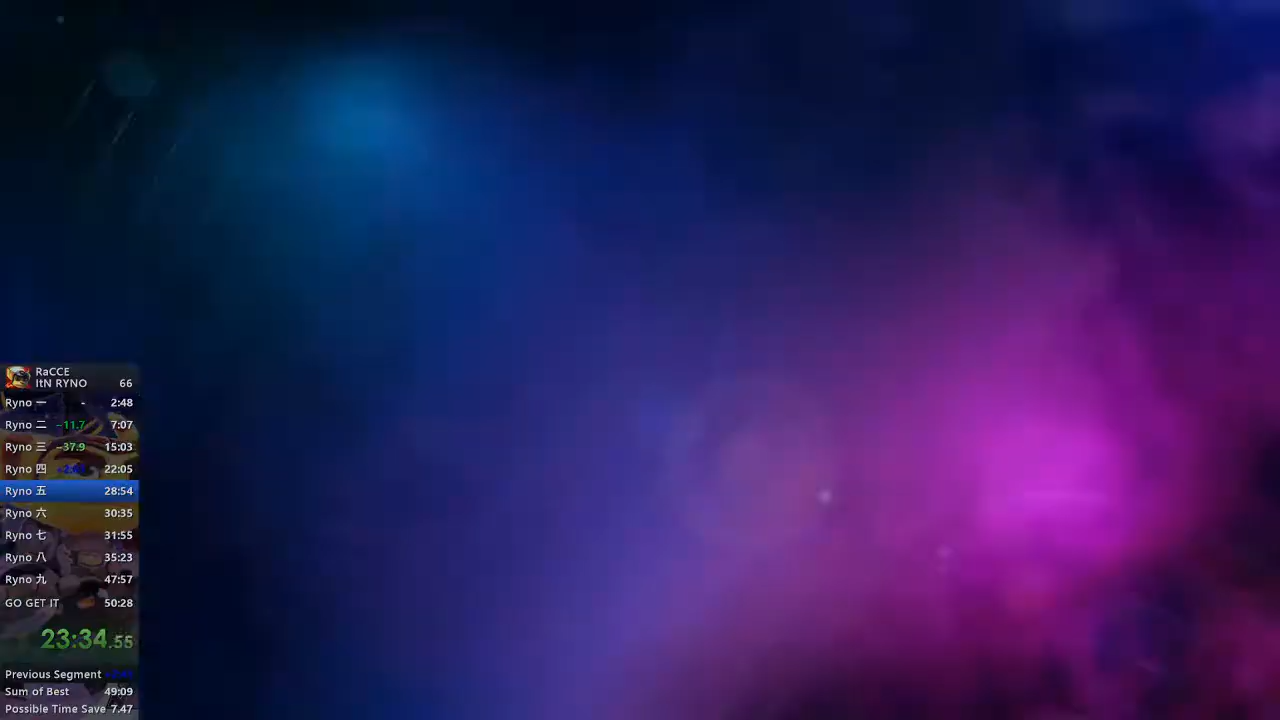 RaCCE
ItN RYNO 66
Ryno 一 - 2:48
Ryno 二 -11.7 7:07
Ryno 三 -37.9 15:03
Ryno 四 22:05
Ryno 五 28:54
Ryno 六 30:35
Ryno 七 31:55
Ryno 八 35:23
Ryno 九 47:57
GO GET IT 50:28
23:34.55
Previous Segment
Sum of Best 49:09
Possible Time Save 7.47